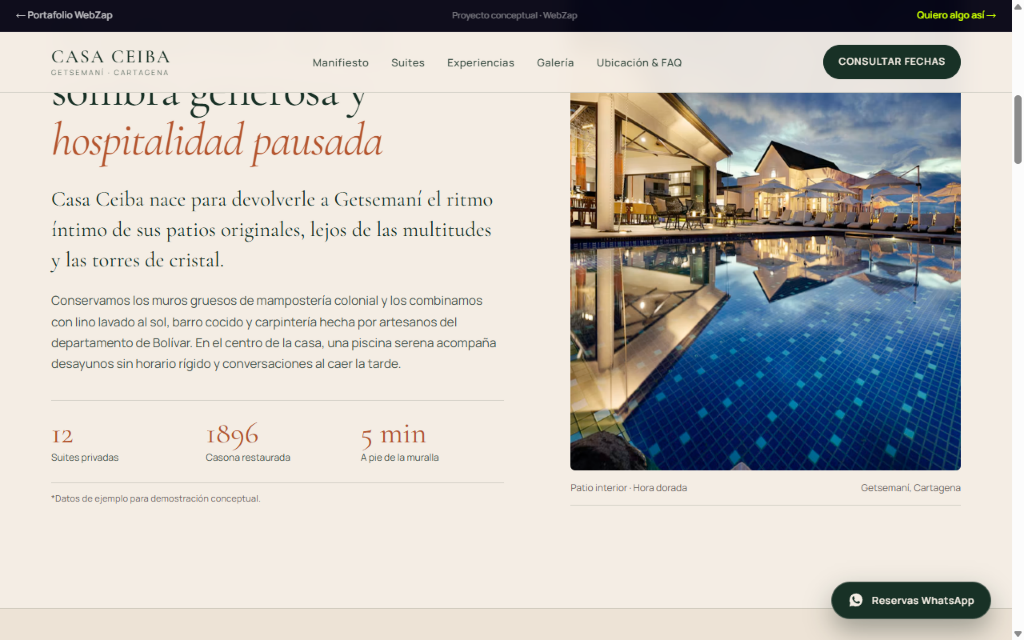 ← Portafolio WebZap
Proyecto conceptual · WebZap
Quiero algo así →
CASA CEIBA
GETSEMANÍ · CARTAGENA
Manifiesto
Suites
Experiencias
Galería
Ubicación & FAQ
CONSULTAR FECHAS
sombra generosa y
hospitalidad pausada
Casa Ceiba nace para devolverle a Getsemaní el ritmo
íntimo de sus patios originales, lejos de las multitudes
y las torres de cristal.
Conservamos los muros gruesos de mampostería colonial y los combinamos
con lino lavado al sol, barro cocido y carpintería hecha por artesanos del
departamento de Bolívar. En el centro de la casa, una piscina serena acompaña
desayunos sin horario rígido y conversaciones al caer la tarde.
12
Suites privadas
1896
Casona restaurada
5 min
A pie de la muralla
*Datos de ejemplo para demostración conceptual.
Patio interior · Hora dorada
Getsemaní, Cartagena
Reservas WhatsApp